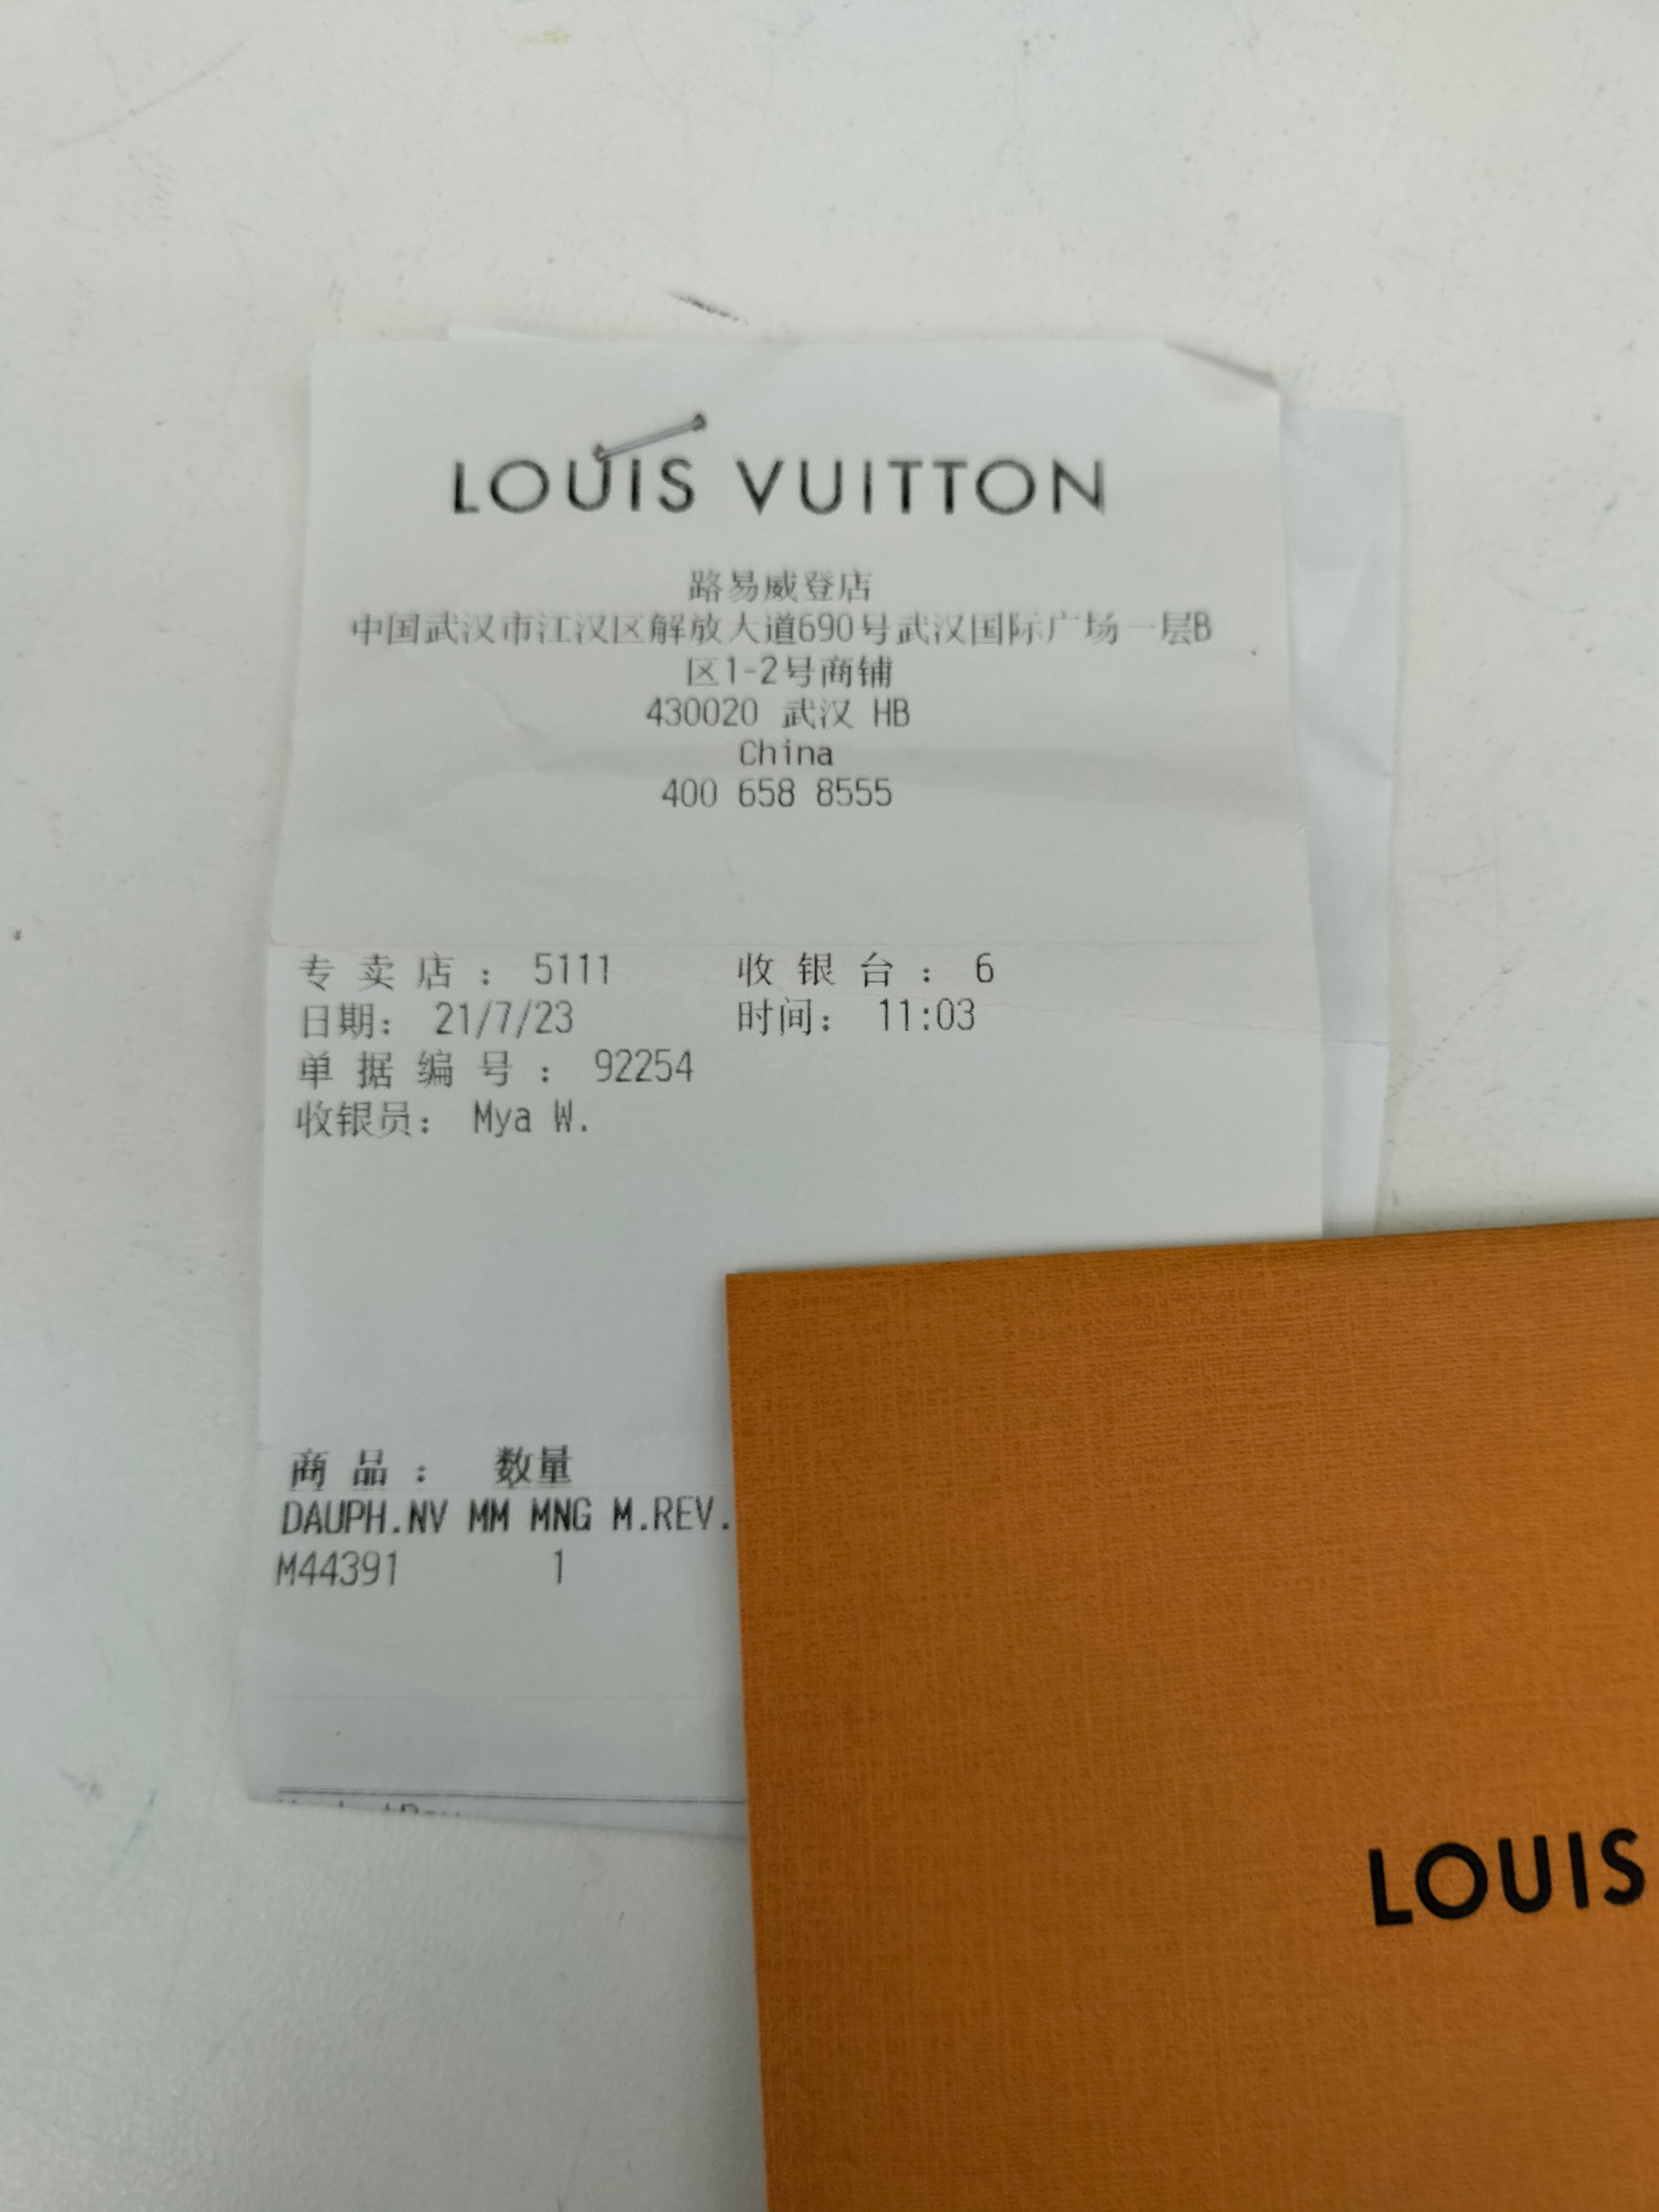 LOUIS VUITTON
路易威登店
中国武汉市江汉区解放大道690号武汉国际广场一层B
区1-2号商铺
430020 武汉 HB
China
400 658 8555
专 卖 店 : 5111 收 银 台 : 6
日期: 21/7/23 时间: 11:03
单 据 编 号 : 92254
收银员: Mya W.
商 品 : 数量
DAUPH.NV MM MNG M.REV.
M44391 1
LOUIS